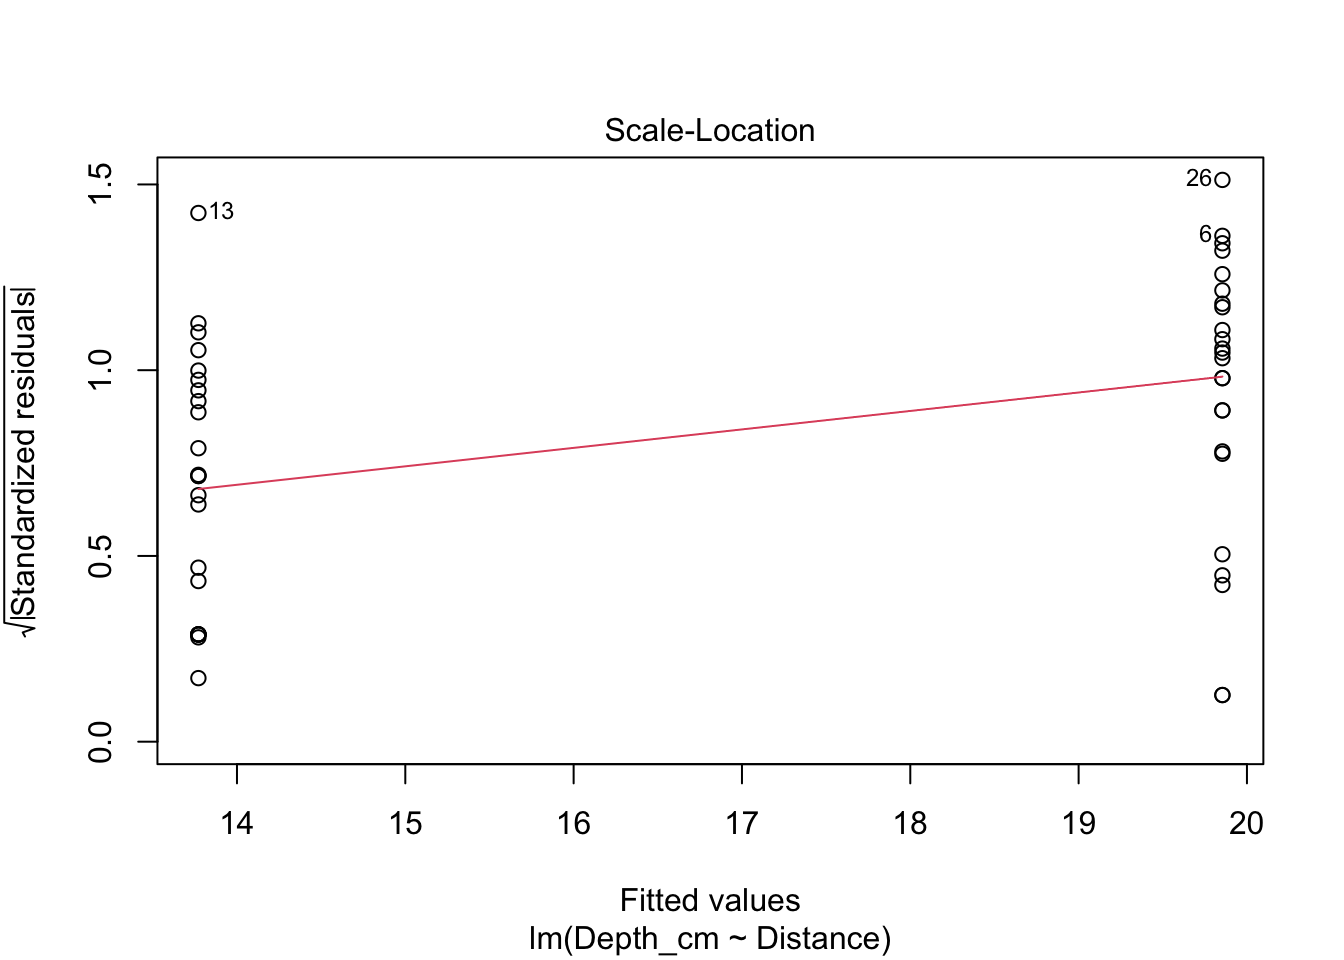 Scale-Location
√|Standardized residuals|
1.5
1.0
0.5
0.0
13
26
6
14 15 16 17 18 19 20
Fitted values
lm(Depth_cm ~ Distance)